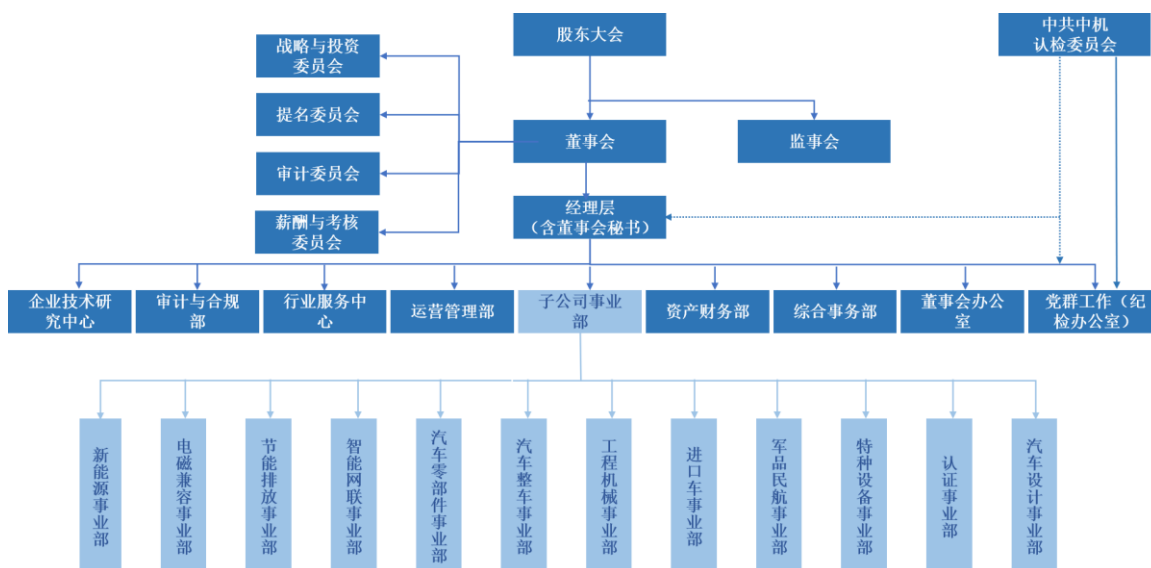 股东大会
中共中机
认检委员会
战略与投资
委员会
提名委员会
董事会
监事会
审计委员会
经理层
（含董事会秘书）
薪酬与考核
委员会
企业技术研
究中心
审计与合规
部
行业服务中
心
运营管理部
子公司事业
部
资产财务部
综合事务部
董事会办公
室
党群工作（纪
检办公室）
新能源事业部
电磁兼容事业部
节能排放事业部
智能网联事业部
汽车零部件事业部
汽车整车事业部
工程机械事业部
进口车事业部
军品民航事业部
特种设备事业部
认证事业部
汽车设计事业部